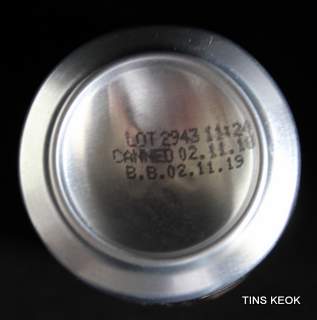 LOT 2943 11:24
CANNED 02.11.18
B.B.02.11.19
TINS KEOK